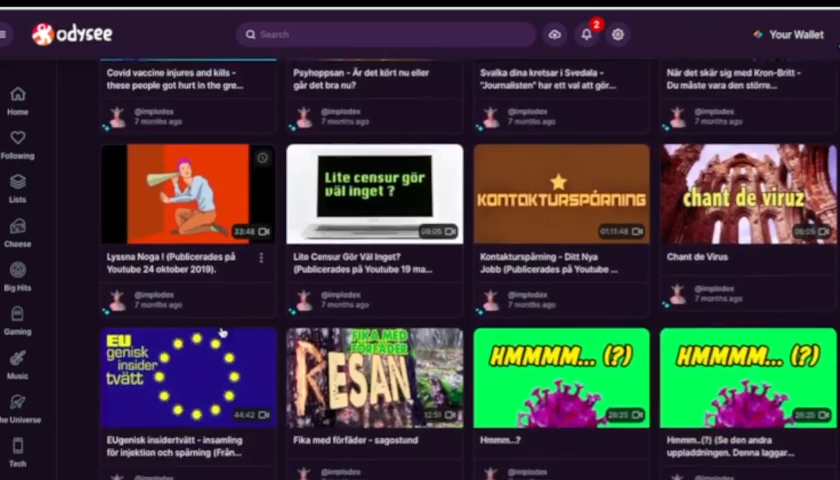 odysee
Search
2
Your Wallet
Home
Following
Lists
Cheese
Big Hits
Gaming
Music
he Universe
Tech
Covid vaccine injures and kills -
these people got hurt in the gre...
@implodex
7 months ago
Psyhoppsan - Är det kört nu eller
går det bra nu?
@implodex
7 months ago
Svalka dina kretsar i Svedala -
"Journalisten" har ett val att gör...
@implodex
7 months ago
När det skär sig med Kron-Britt -
Du måste vara den större...
@implodex
7 months ago
33:48
Lyssna Noga ! (Publicerades på
Youtube 24 oktober 2019).
@implodex
7 months ago
Lite censur gör
väl inget ?
09:05
Lite Censur Gör Väl Inget?
(Publicerades på Youtube 19 ma...
@implodex
7 months ago
KONTAKTURSPÅRNING
01:11:48
Kontakturspårning - Ditt Nya
Jobb (Publicerades på Youtube ...
@implodex
7 months ago
chant de viruz
Chant de Virus
@implodex
7 months ago
EU
genisk
insider
tvätt
44:42
EUgenisk insidertvätt - insamling
för injektion och spårning (Från...
@implodex
FIKA MED
FÖRFÄDER
RESAN
12:51
Fika med förfäder - sagostund
@implodex
HMMMM... (?)
Hmmm...?
@implodex
HMMMM... (?)
Hmmm..(?) (Se den andra
uppladdningen. Denna laggar...
@implodex